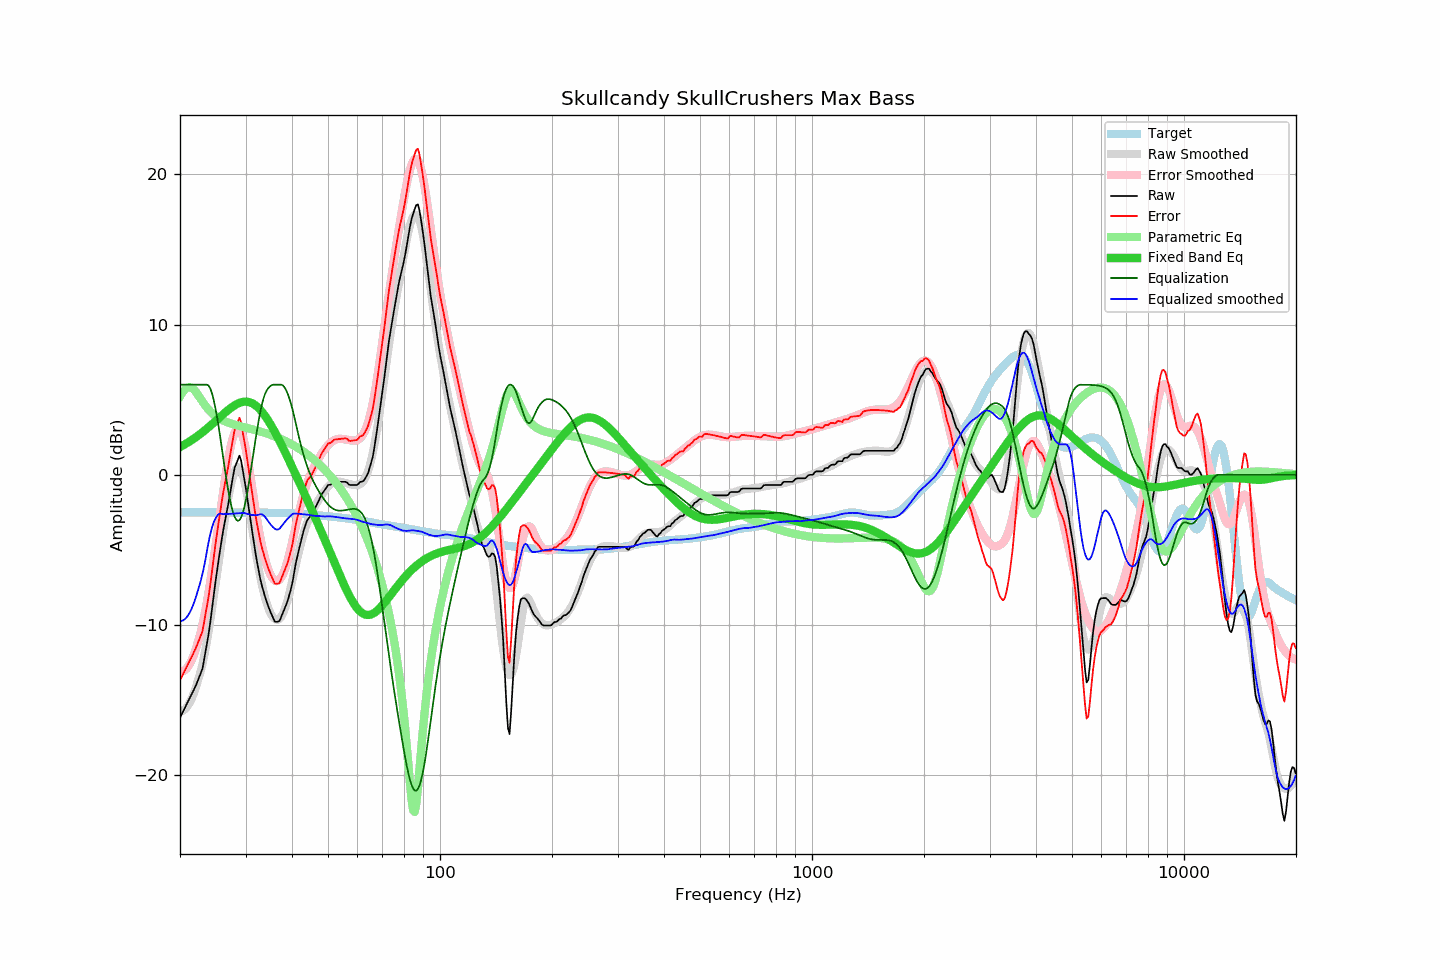 Skullcandy SkullCrushers Max Bass
Target
Raw Smoothed
Error Smoothed
Raw
Error
Parametric Eq
Fixed Band Eq
Equalization
Equalized smoothed
20
10
0
−10
−20
Amplitude (dBr)
100
1000
10000
Frequency (Hz)